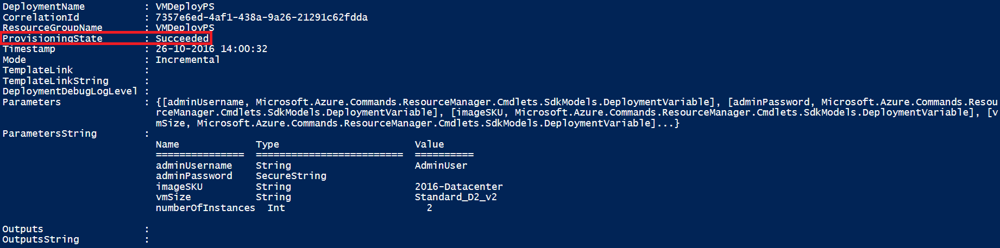 DeploymentName          : VMDeployPS
CorrelationId           : 7357e6ed-4af1-438a-9a26-21291c62fdda
ResourceGroupName       : VMDeployPS
ProvisioningState       : Succeeded
Timestamp               : 26-10-2016 14:00:32
Mode                    : Incremental
TemplateLink            :
TemplateLinkString      :
DeploymentDebugLogLevel :
Parameters              : {[adminUsername, Microsoft.Azure.Commands.ResourceManager.Cmdlets.SdkModels.DeploymentVariable], [adminPassword, Microsoft.Azure.Commands.Resou
                          rceManager.Cmdlets.SdkModels.DeploymentVariable], [imageSKU, Microsoft.Azure.Commands.ResourceManager.Cmdlets.SdkModels.DeploymentVariable], [v
                          mSize, Microsoft.Azure.Commands.ResourceManager.Cmdlets.SdkModels.DeploymentVariable]...}
ParametersString        :
                          Name             Type                       Value
                          ===============  =========================  ==========
                          adminUsername    String                     AdminUser
                          adminPassword    SecureString
                          imageSKU         String                     2016-Datacenter
                          vmSize           String                     Standard_D2_v2
                          numberOfInstances  Int                        2
Outputs                 :
OutputsString           :